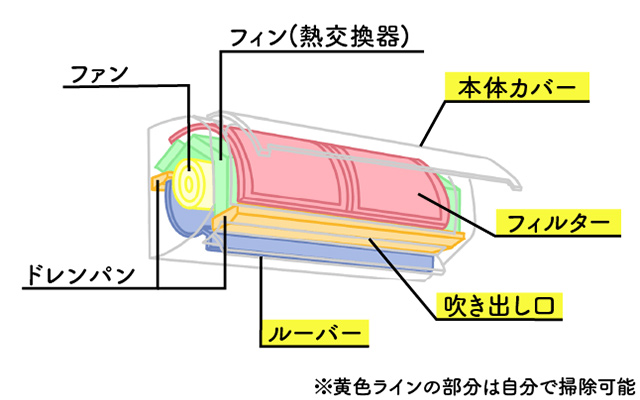 フィン(熱交換器)
ファン
本体カバー
フィルター
ドレンパン
吹き出し口
ルーバー
※黄色ラインの部分は自分で掃除可能